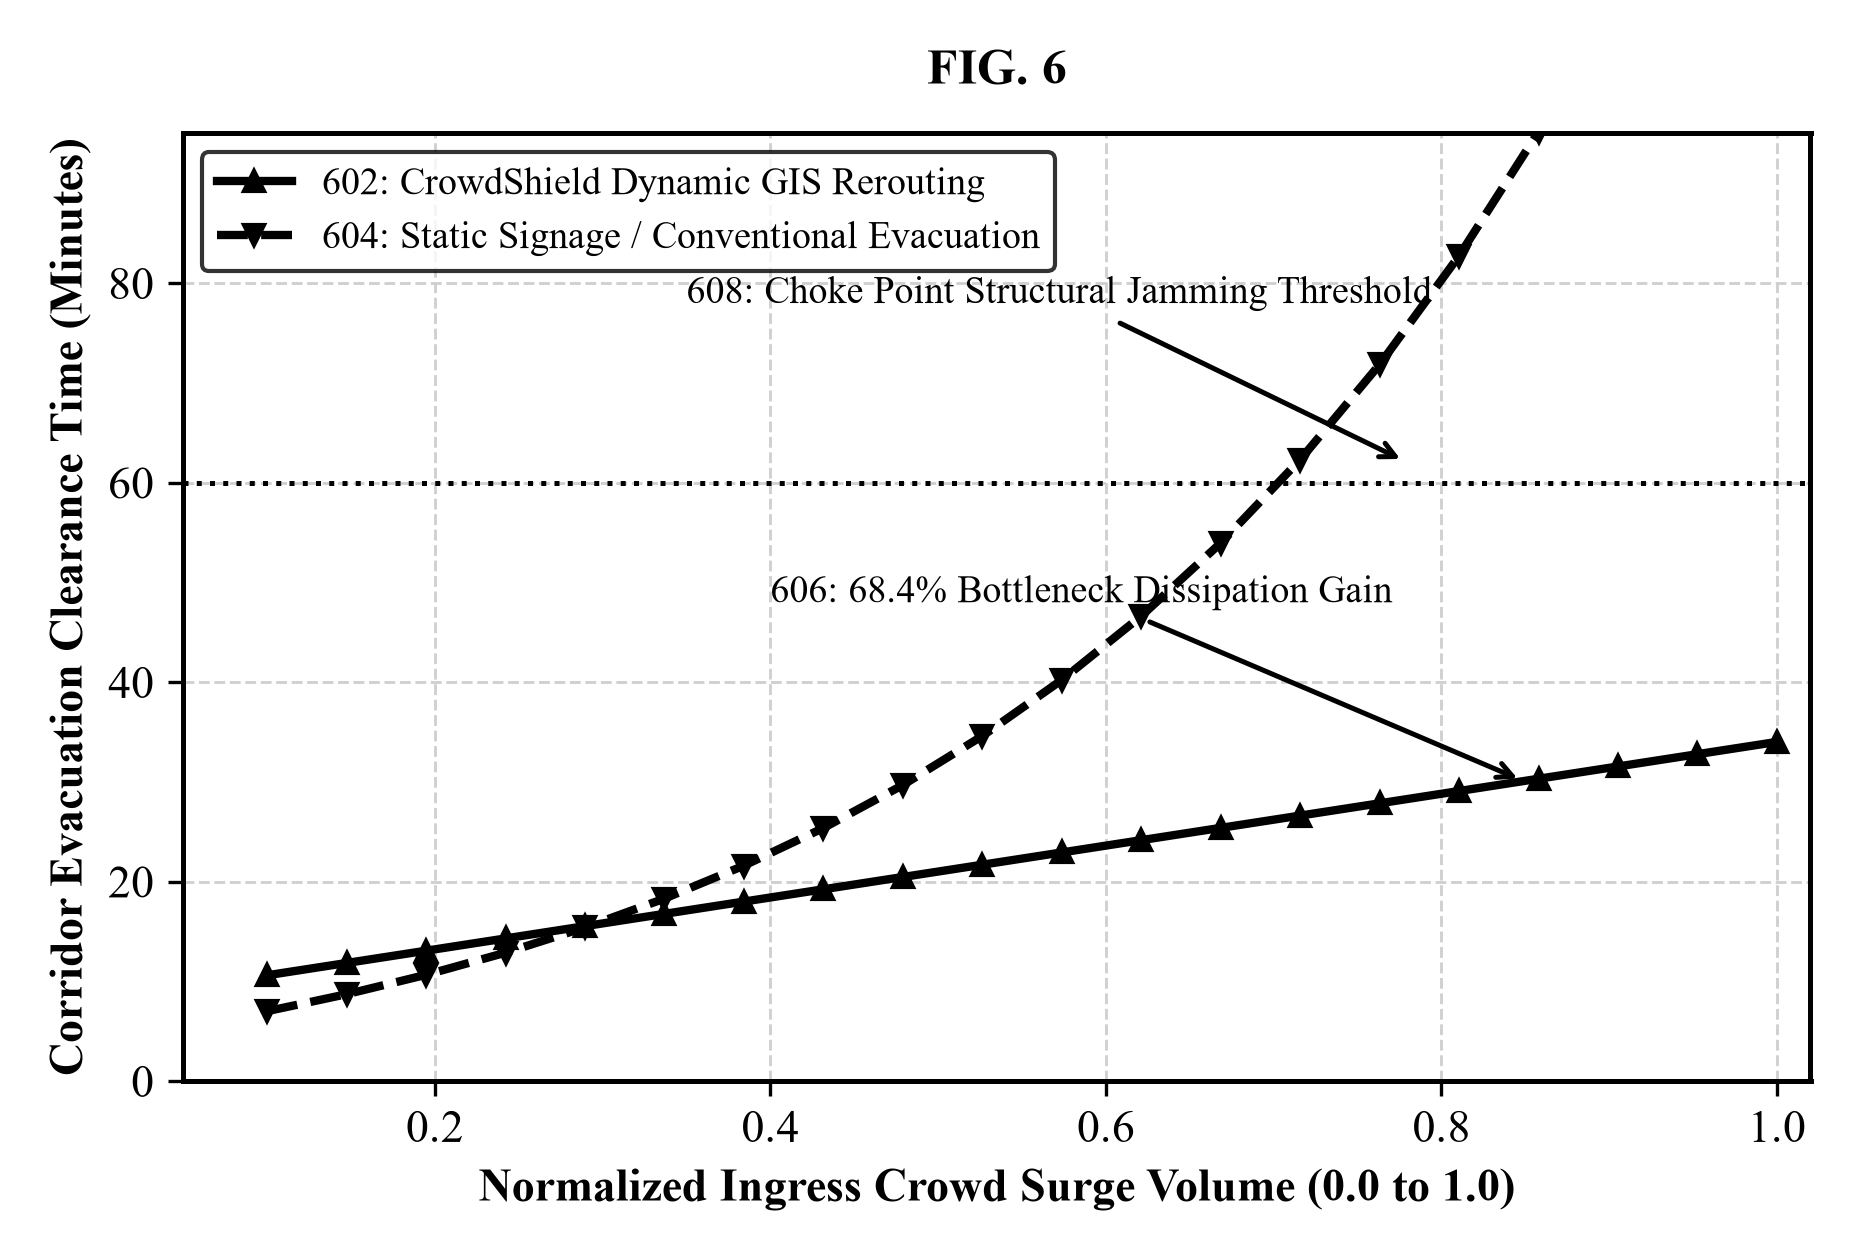 FIG. 6
602: CrowdShield Dynamic GIS Rerouting
604: Static Signage / Conventional Evacuation
608: Choke Point Structural Jamming Threshold
606: 68.4% Bottleneck Dissipation Gain
Corridor Evacuation Clearance Time (Minutes)
80
60
40
20
0
0.2 0.4 0.6 0.8 1.0
Normalized Ingress Crowd Surge Volume (0.0 to 1.0)